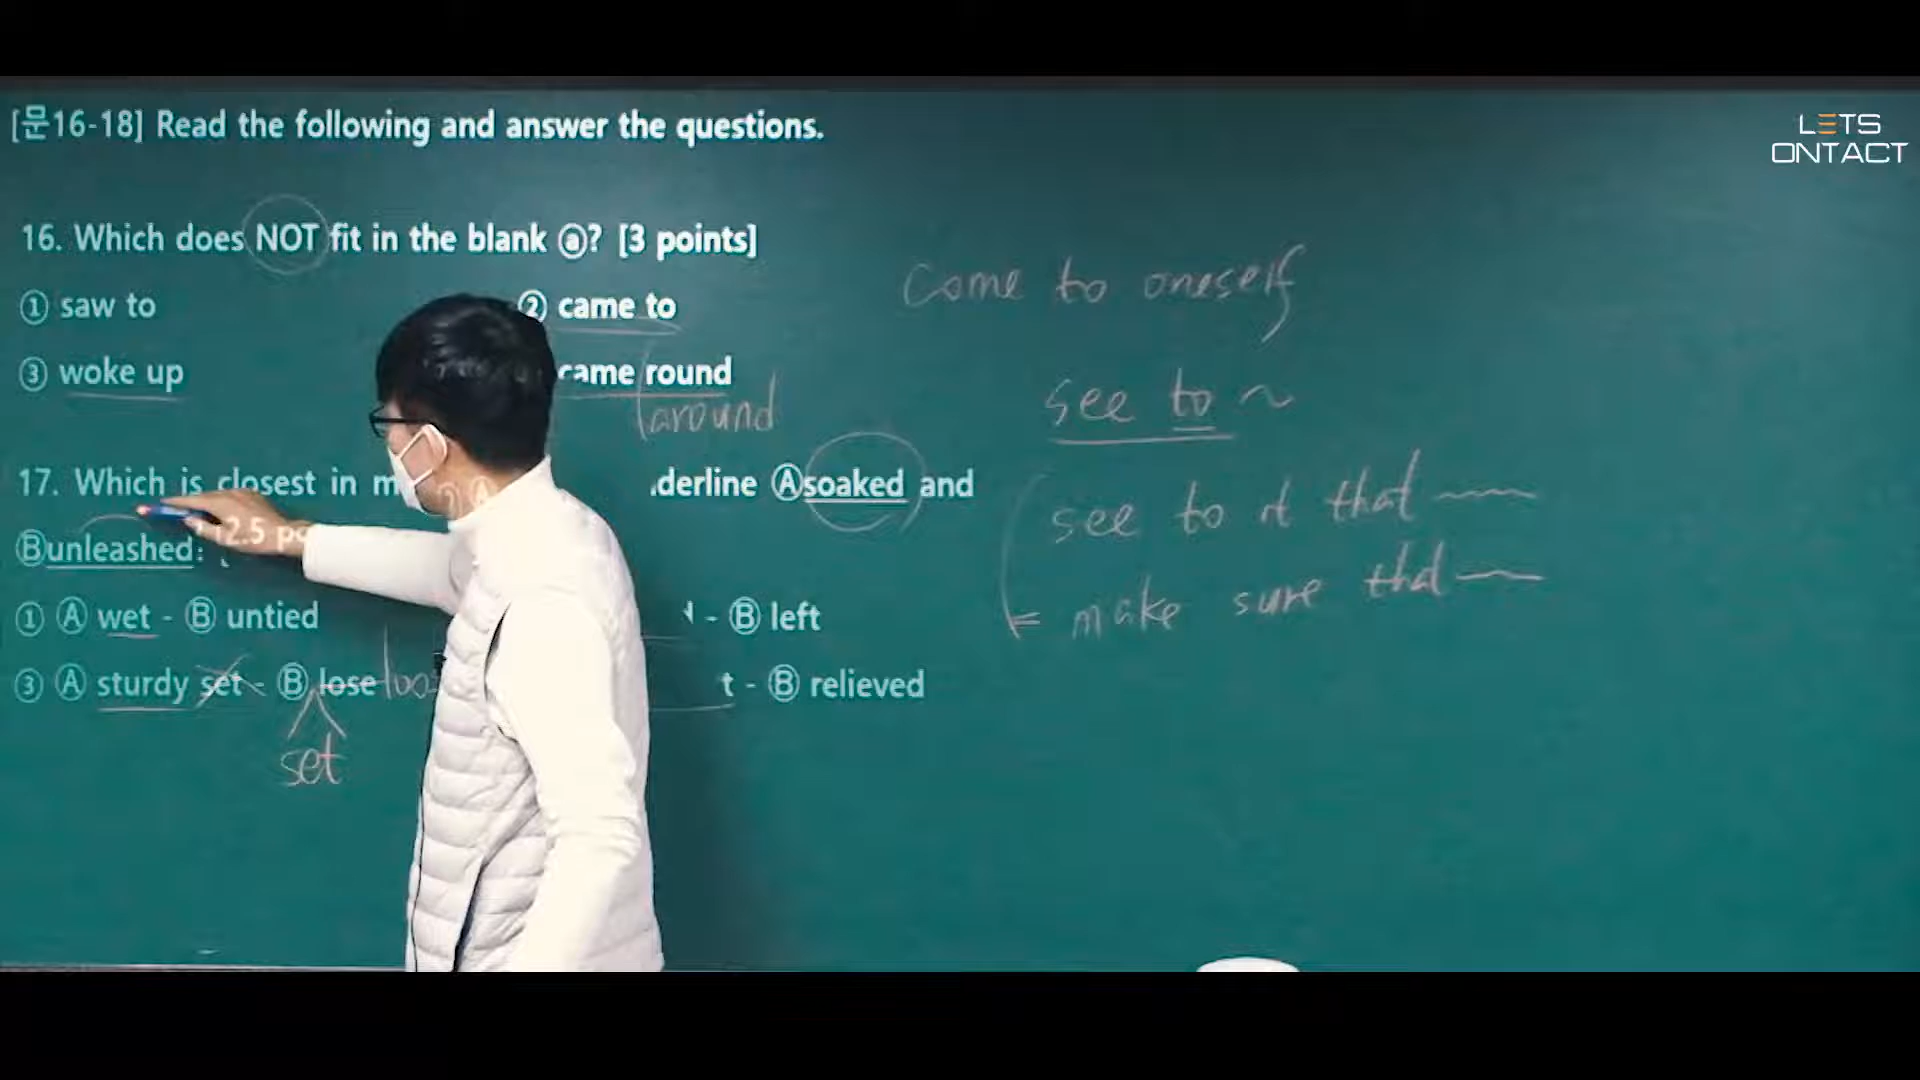 [문16-18] Read the following and answer the questions.
LETS
ONTACT
16. Which does NOT fit in the blank ⓐ? [3 points]
① saw to
② came to
③ woke up
came round
(around
17. Which is closest in
derline Ⓐsoaked and
Ⓑunleashed
2.5
① Ⓐ wet - Ⓑ untied
- Ⓑ left
③ Ⓐ sturdy set - Ⓑ lose
- Ⓑ relieved
set
come to oneself
see to ~
see to it that ~
= make sure that ~